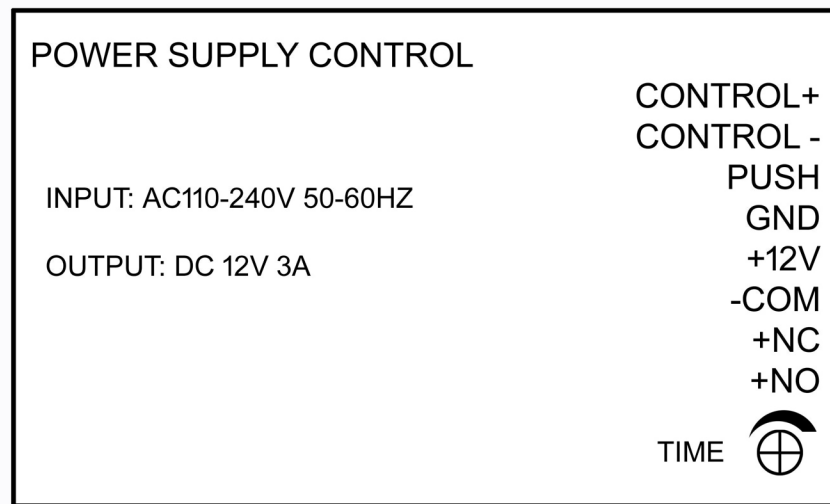 POWER SUPPLY CONTROL
CONTROL+
CONTROL -
PUSH
INPUT: AC110-240V 50-60HZ
GND
+12V
OUTPUT: DC 12V 3A
-COM
+NC
+NO
TIME